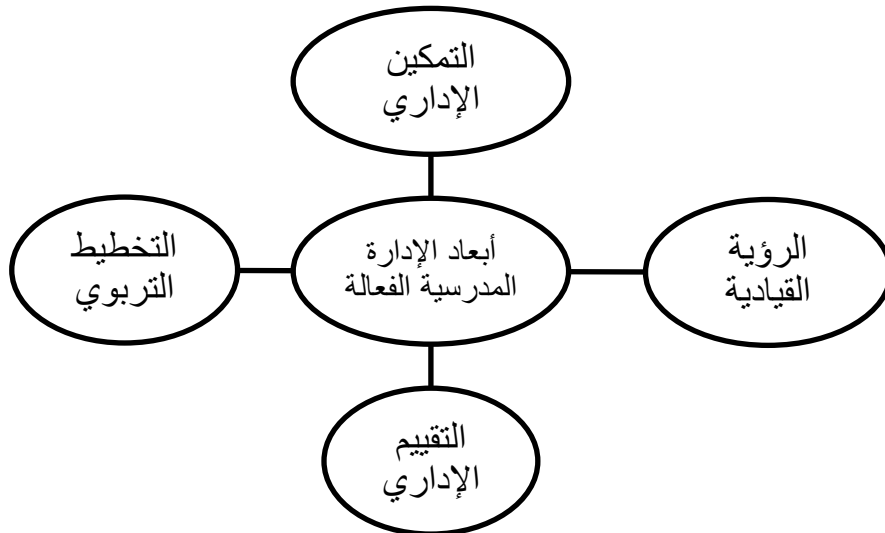 التمكين
الإداري
أبعاد الإدارة
المدرسية الفعالة
الرؤية
القيادية
التخطيط
التربوي
التقييم
الإداري